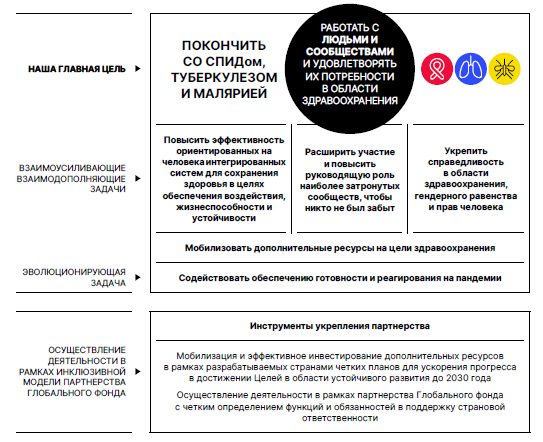 НАША ГЛАВНАЯ ЦЕЛЬ
ПОКОНЧИТЬ
СО СПИДом,
ТУБЕРКУЛЕЗОМ
И МАЛЯРИЕЙ
РАБОТАТЬ С
ЛЮДЬМИ И
СООБЩЕСТВАМИ
И УДОВЛЕТВОРЯТЬ
ИХ ПОТРЕБНОСТИ
В ОБЛАСТИ
ЗДРАВООХРАНЕНИЯ
ВЗАИМОУСИЛИВАЮЩИЕ
ВЗАИМОДОПОЛНЯЮЩИЕ
ЗАДАЧИ
Повысить эффективность
ориентированных на
человека интегрированных
систем для сохранения
здоровья в целях
обеспечения воздействия,
жизнеспособности и
устойчивости
Расширить участие
и повысить
руководящую роль
наиболее затронутых
сообществ, чтобы
никто не был забыт
Укрепить
справедливость
в области
здравоохранения,
гендерного равенства
и прав человека
Мобилизовать дополнительные ресурсы на цели здравоохранения
ЭВОЛЮЦИОНИРУЮЩАЯ
ЗАДАЧА
Содействовать обеспечению готовности и реагирования на пандемии
ОСУЩЕСТВЛЕНИЕ
ДЕЯТЕЛЬНОСТИ В
РАМКАХ ИНКЛЮЗИВНОЙ
МОДЕЛИ ПАРТНЕРСТВА
ГЛОБАЛЬНОГО ФОНДА
Инструменты укрепления партнерства
Мобилизация и эффективное инвестирование дополнительных ресурсов
в рамках разрабатываемых странами четких планов для ускорения прогресса
в достижении Целей в области устойчивого развития до 2030 года
Осуществление деятельности в рамках партнерства Глобального фонда
с четким определением функций и обязанностей в поддержку страновой
ответственности